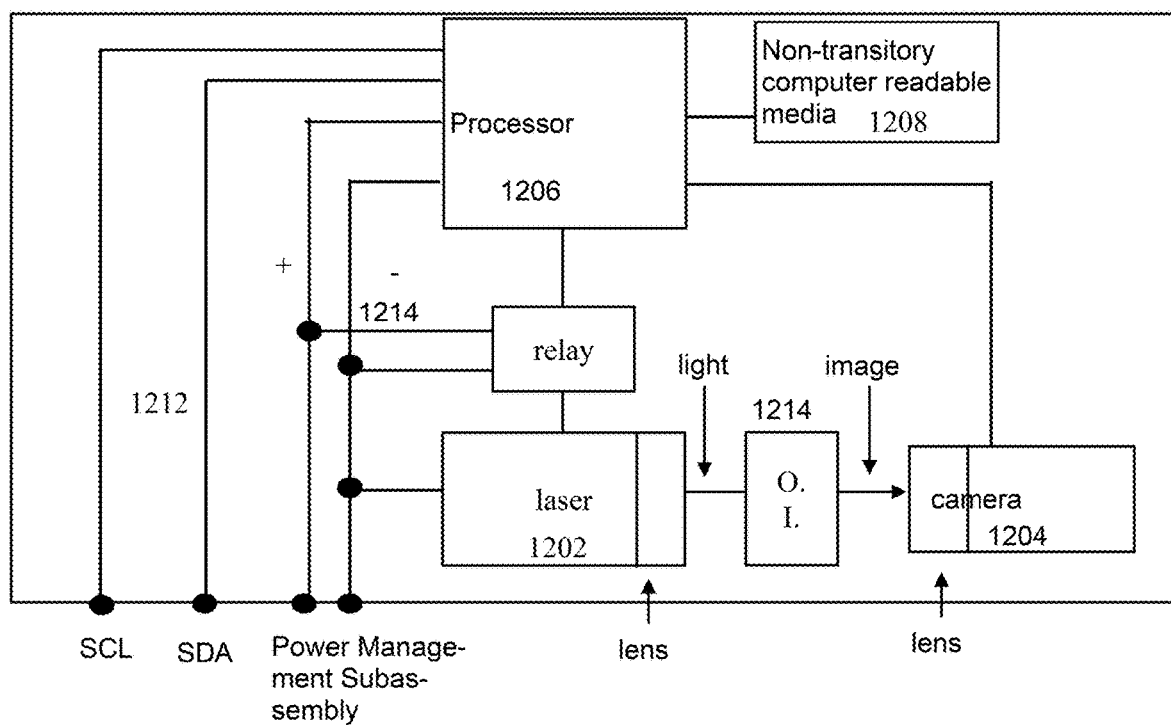 Non-transitory
computer readable
media 1208
Processor
1206
+
-
1214
relay
light
image
1212
1214
laser
1202
O.
I.
camera
1204
SCL
SDA
Power Manage-
ment Subas-
sembly
lens
lens